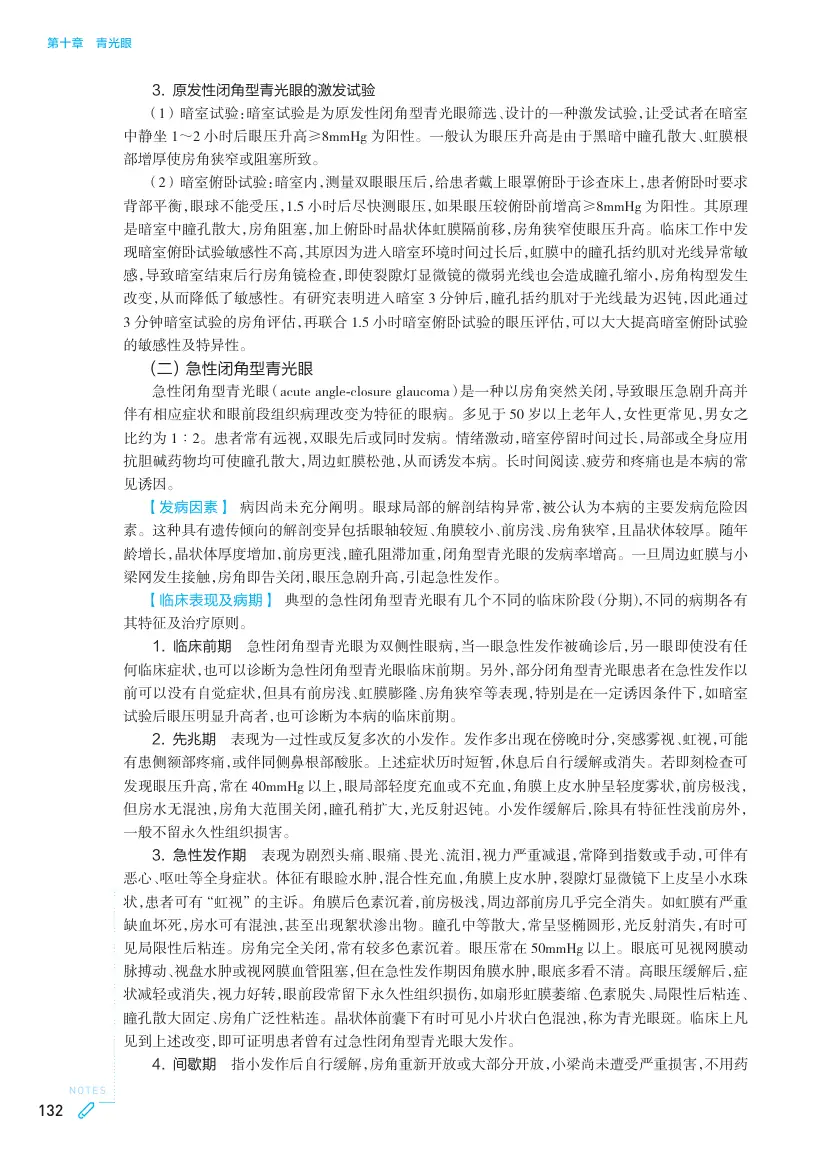 第十章 青光眼
3. 原发性闭角型青光眼的激发试验
（1）暗室试验:暗室试验是为原发性闭角型青光眼筛选、设计的一种激发试验,让受试者在暗室
中静坐 1～2 小时后眼压升高≥8mmHg 为阳性。一般认为眼压升高是由于黑暗中瞳孔散大、虹膜根
部增厚使房角狭窄或阻塞所致。
（2）暗室俯卧试验:暗室内,测量双眼眼压后,给患者戴上眼罩俯卧于诊查床上,患者俯卧时要求
背部平衡,眼球不能受压,1.5 小时后尽快测眼压,如果眼压较俯卧前增高≥8mmHg 为阳性。其原理
是暗室中瞳孔散大,房角阻塞,加上俯卧时晶状体虹膜隔前移,房角狭窄使眼压升高。临床工作中发
现暗室俯卧试验敏感性不高,其原因为进入暗室环境时间过长后,虹膜中的瞳孔括约肌对光线异常敏
感,导致暗室结束后行房角镜检查,即使裂隙灯显微镜的微弱光线也会造成瞳孔缩小,房角构型发生
改变,从而降低了敏感性。有研究表明进入暗室 3 分钟后,瞳孔括约肌对于光线最为迟钝,因此通过
3 分钟暗室试验的房角评估,再联合 1.5 小时暗室俯卧试验的眼压评估,可以大大提高暗室俯卧试验
的敏感性及特异性。
（二）急性闭角型青光眼
急性闭角型青光眼（acute angle-closure glaucoma）是一种以房角突然关闭,导致眼压急剧升高并
伴有相应症状和眼前段组织病理改变为特征的眼病。多见于 50 岁以上老年人,女性更常见,男女之
比约为 1∶2。患者常有远视,双眼先后或同时发病。情绪激动,暗室停留时间过长,局部或全身应用
抗胆碱药物均可使瞳孔散大,周边虹膜松弛,从而诱发本病。长时间阅读、疲劳和疼痛也是本病的常
见诱因。
【发病因素】 病因尚未充分阐明。眼球局部的解剖结构异常,被公认为本病的主要发病危险因
素。这种具有遗传倾向的解剖变异包括眼轴较短、角膜较小、前房浅、房角狭窄,且晶状体较厚。随年
龄增长,晶状体厚度增加,前房更浅,瞳孔阻滞加重,闭角型青光眼的发病率增高。一旦周边虹膜与小
梁网发生接触,房角即告关闭,眼压急剧升高,引起急性发作。
【临床表现及病期】 典型的急性闭角型青光眼有几个不同的临床阶段（分期）,不同的病期各有
其特征及治疗原则。
1. 临床前期 急性闭角型青光眼为双侧性眼病,当一眼急性发作被确诊后,另一眼即使没有任
何临床症状,也可以诊断为急性闭角型青光眼临床前期。另外,部分闭角型青光眼患者在急性发作以
前可以没有自觉症状,但具有前房浅、虹膜膨隆、房角狭窄等表现,特别是在一定诱因条件下,如暗室
试验后眼压明显升高者,也可诊断为本病的临床前期。
2. 先兆期 表现为一过性或反复多次的小发作。发作多出现在傍晚时分,突感雾视、虹视,可能
有患侧额部疼痛,或伴同侧鼻根部酸胀。上述症状历时短暂,休息后自行缓解或消失。若即刻检查可
发现眼压升高,常在 40mmHg 以上,眼局部轻度充血或不充血,角膜上皮水肿呈轻度雾状,前房极浅,
但房水无混浊,房角大范围关闭,瞳孔稍扩大,光反射迟钝。小发作缓解后,除具有特征性浅前房外,
一般不留永久性组织损害。
3. 急性发作期 表现为剧烈头痛、眼痛、畏光、流泪,视力严重减退,常降到指数或手动,可伴有
恶心、呕吐等全身症状。体征有眼睑水肿,混合性充血,角膜上皮水肿,裂隙灯显微镜下上皮呈小水珠
状,患者可有“虹视”的主诉。角膜后色素沉着,前房极浅,周边部前房几乎完全消失。如虹膜有严重
缺血坏死,房水可有混浊,甚至出现絮状渗出物。瞳孔中等散大,常呈竖椭圆形,光反射消失,有时可
见局限性后粘连。房角完全关闭,常有较多色素沉着。眼压常在 50mmHg 以上。眼底可见视网膜动
脉搏动、视盘水肿或视网膜血管阻塞,但在急性发作期因角膜水肿,眼底多看不清。高眼压缓解后,症
状减轻或消失,视力好转,眼前段常留下永久性组织损伤,如扇形虹膜萎缩、色素脱失、局限性后粘连、
瞳孔散大固定、房角广泛性粘连。晶状体前囊下有时可见小片状白色混浊,称为青光眼斑。临床上凡
见到上述改变,即可证明患者曾有过急性闭角型青光眼大发作。
4. 间歇期 指小发作后自行缓解,房角重新开放或大部分开放,小梁尚未遭受严重损害,不用药
NOTES
132